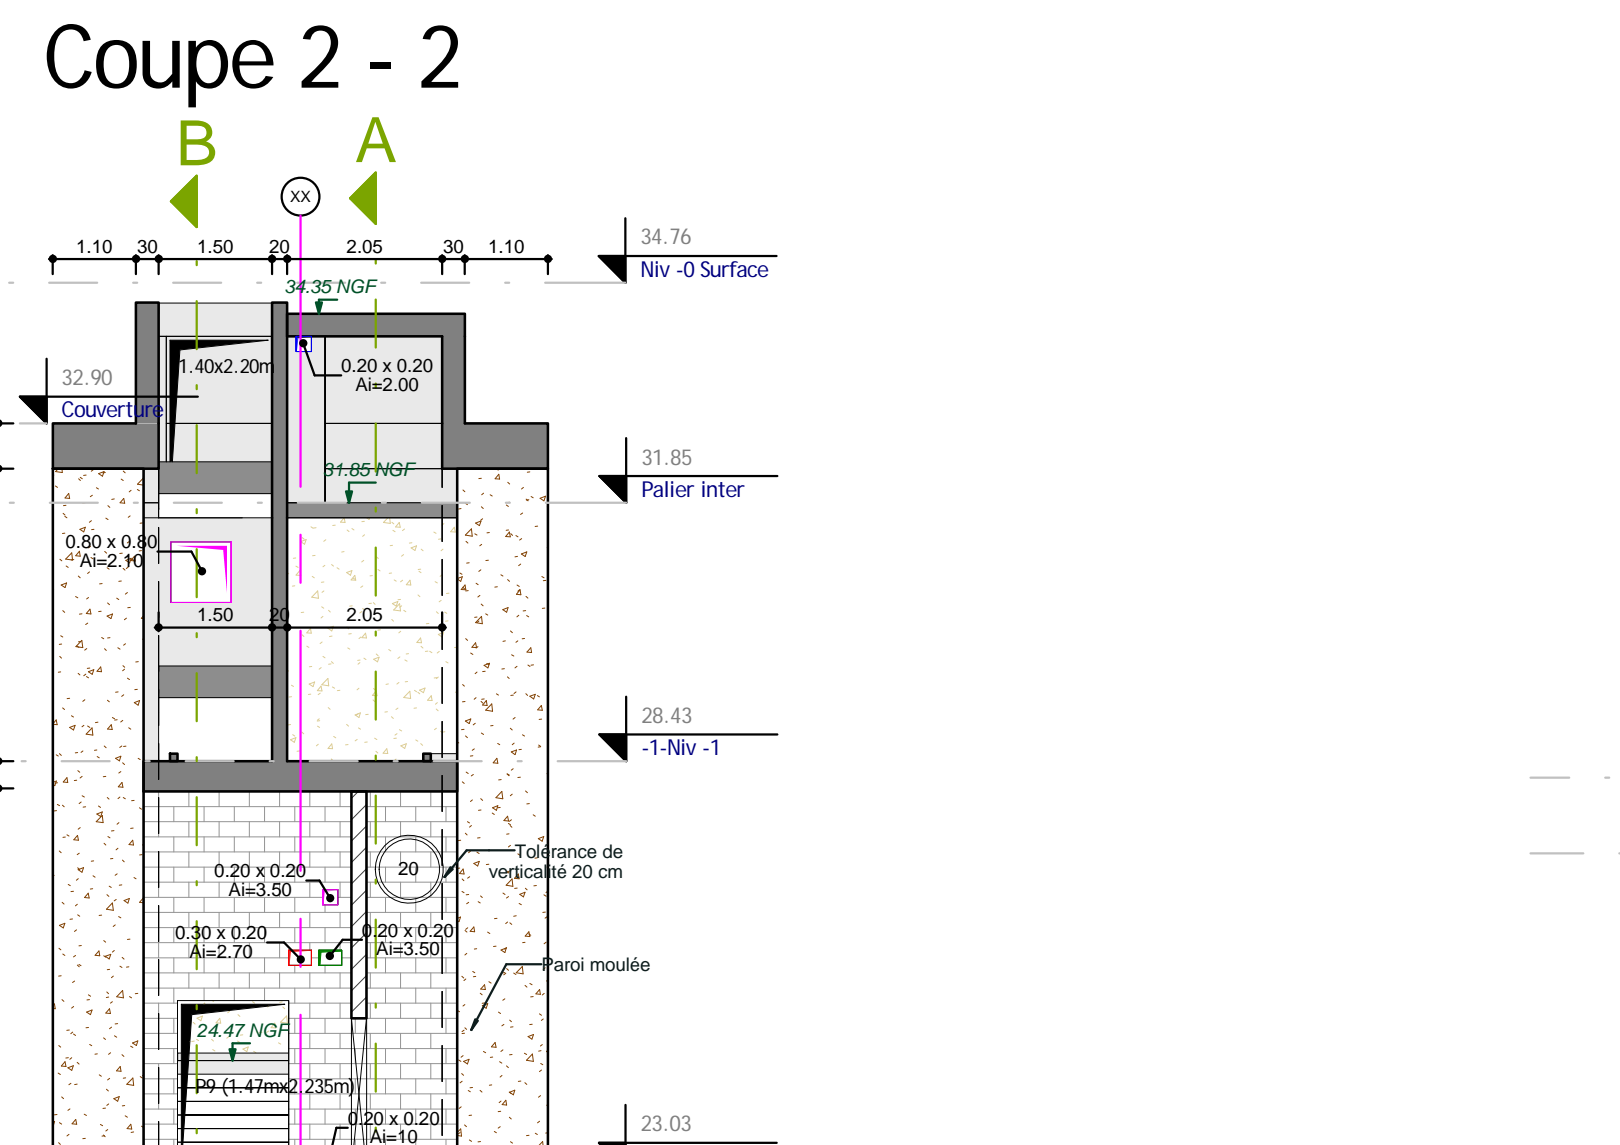 Coupe 2 - 2
B
A
XX
1.10
30
1.50
20
2.05
30
1.10
34.76
Niv -0 Surface
34.35 NGF
1.40x2.20m
0.20 x 0.20
Ai=2.00
32.90
Couverture
31.85 NGF
31.85
Palier inter
0.80 x 0.80
Ai=2.10
1.50
20
2.05
28.43
-1-Niv -1
Tolérance de
verticalité 20 cm
20
0.20 x 0.20
Ai=3.50
0.30 x 0.20
Ai=2.70
0.20 x 0.20
Ai=3.50
Paroi moulée
24.47 NGF
P9 (1.47mx2.235m)
0.20 x 0.20
Ai=10
23.03